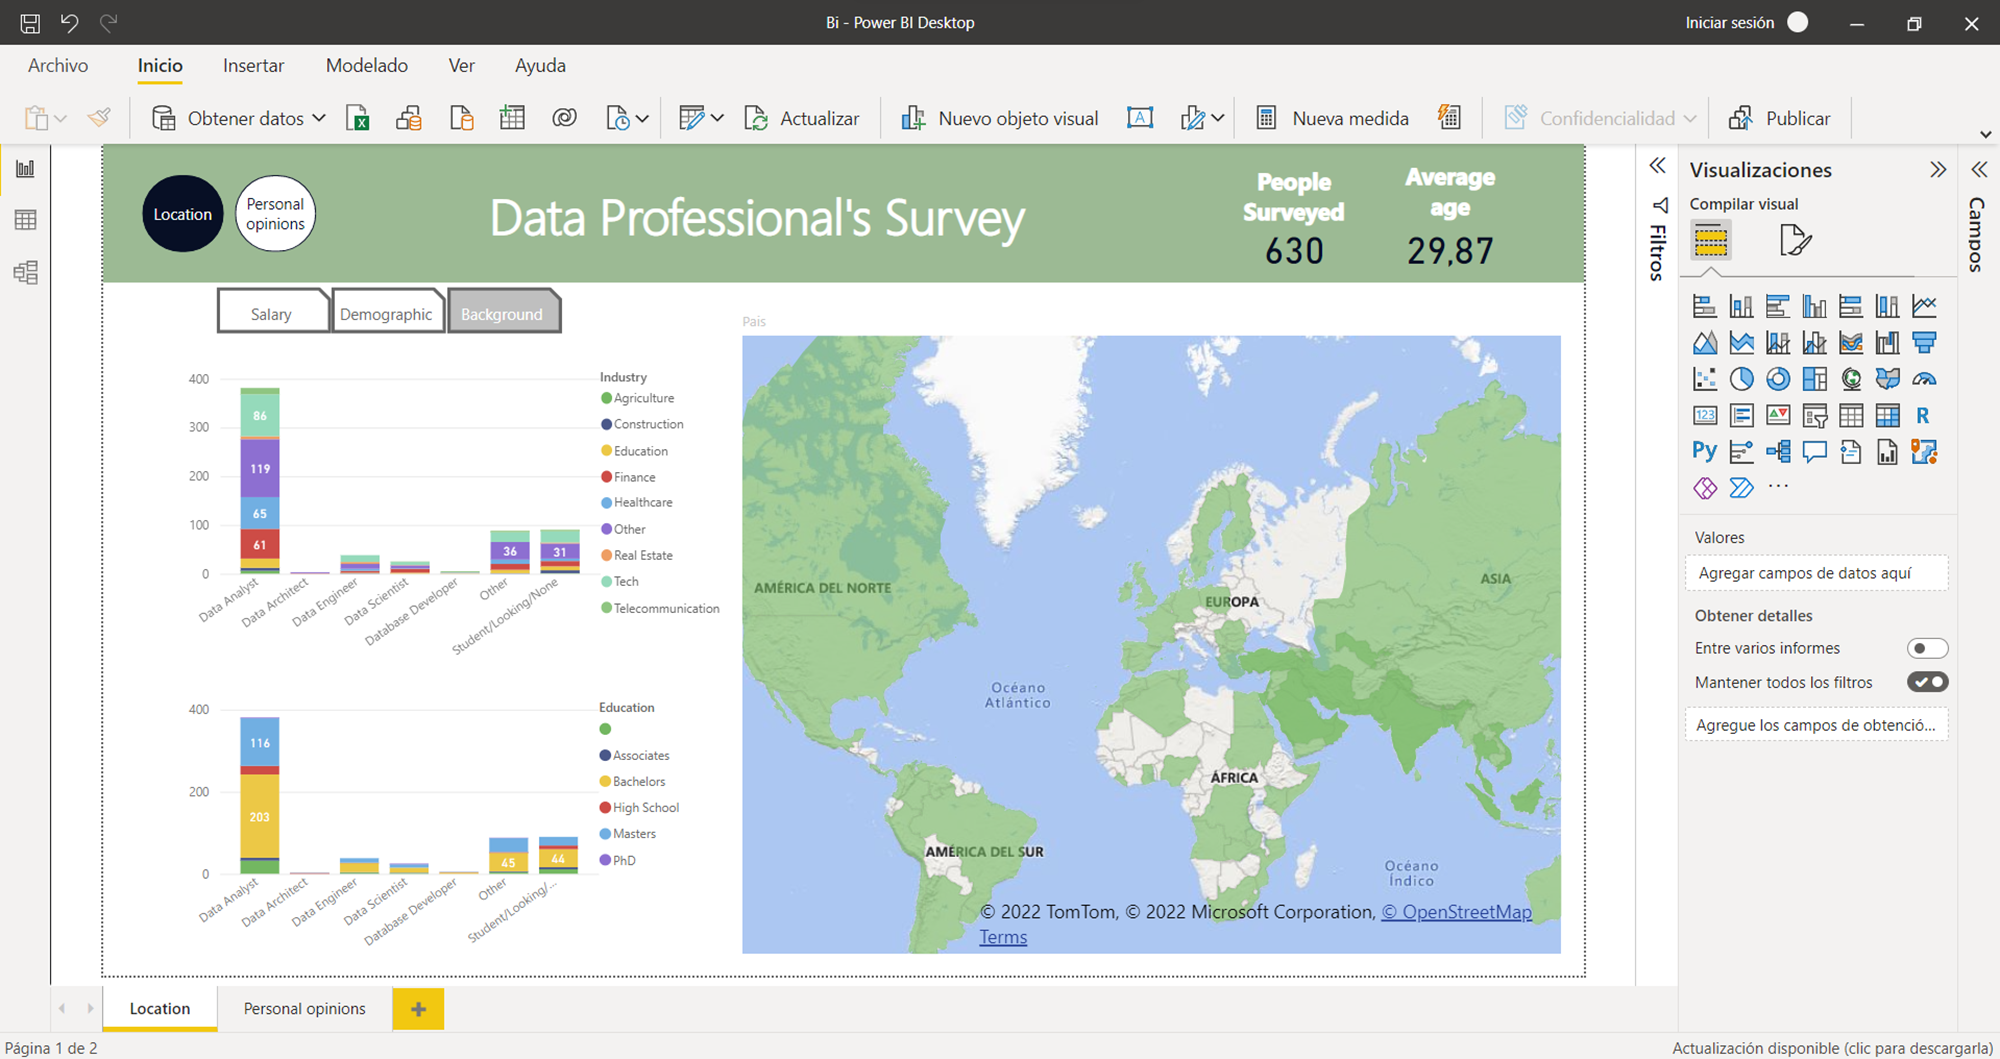 Bi - Power BI Desktop
Iniciar sesión
Archivo
Inicio
Insertar
Modelado
Ver
Ayuda
Obtener datos
Actualizar
Nuevo objeto visual
Nueva medida
Confidencialidad
Publicar
Location
Personal
opinions
Data Professional's Survey
People
Surveyed
630
Average
age
29,87
Salary
Demographic
Background
400
300
200
100
0
86
119
65
61
36
31
Data Analyst
Data Architect
Data Engineer
Data Scientist
Database Developer
Other
Student/Looking/None
Industry
Agriculture
Construction
Education
Finance
Healthcare
Other
Real Estate
Tech
Telecommunication
400
200
0
116
203
45
44
Data Analyst
Data Architect
Data Engineer
Data Scientist
Database Developer
Other
Student/Looking/...
Education
Associates
Bachelors
High School
Masters
PhD
País
AMÉRICA DEL NORTE
EUROPA
ASIA
Océano
Atlántico
ÁFRICA
AMÉRICA DEL SUR
Océano
Índico
© 2022 TomTom, © 2022 Microsoft Corporation, © OpenStreetMap
Terms
Filtros
Visualizaciones
Compilar visual
123
R
Py
...
Valores
Agregar campos de datos aquí
Obtener detalles
Entre varios informes
Mantener todos los filtros
Agregue los campos de obtenció...
Campos
Location
Personal opinions
Página 1 de 2
Actualización disponible (clic para descargarla)